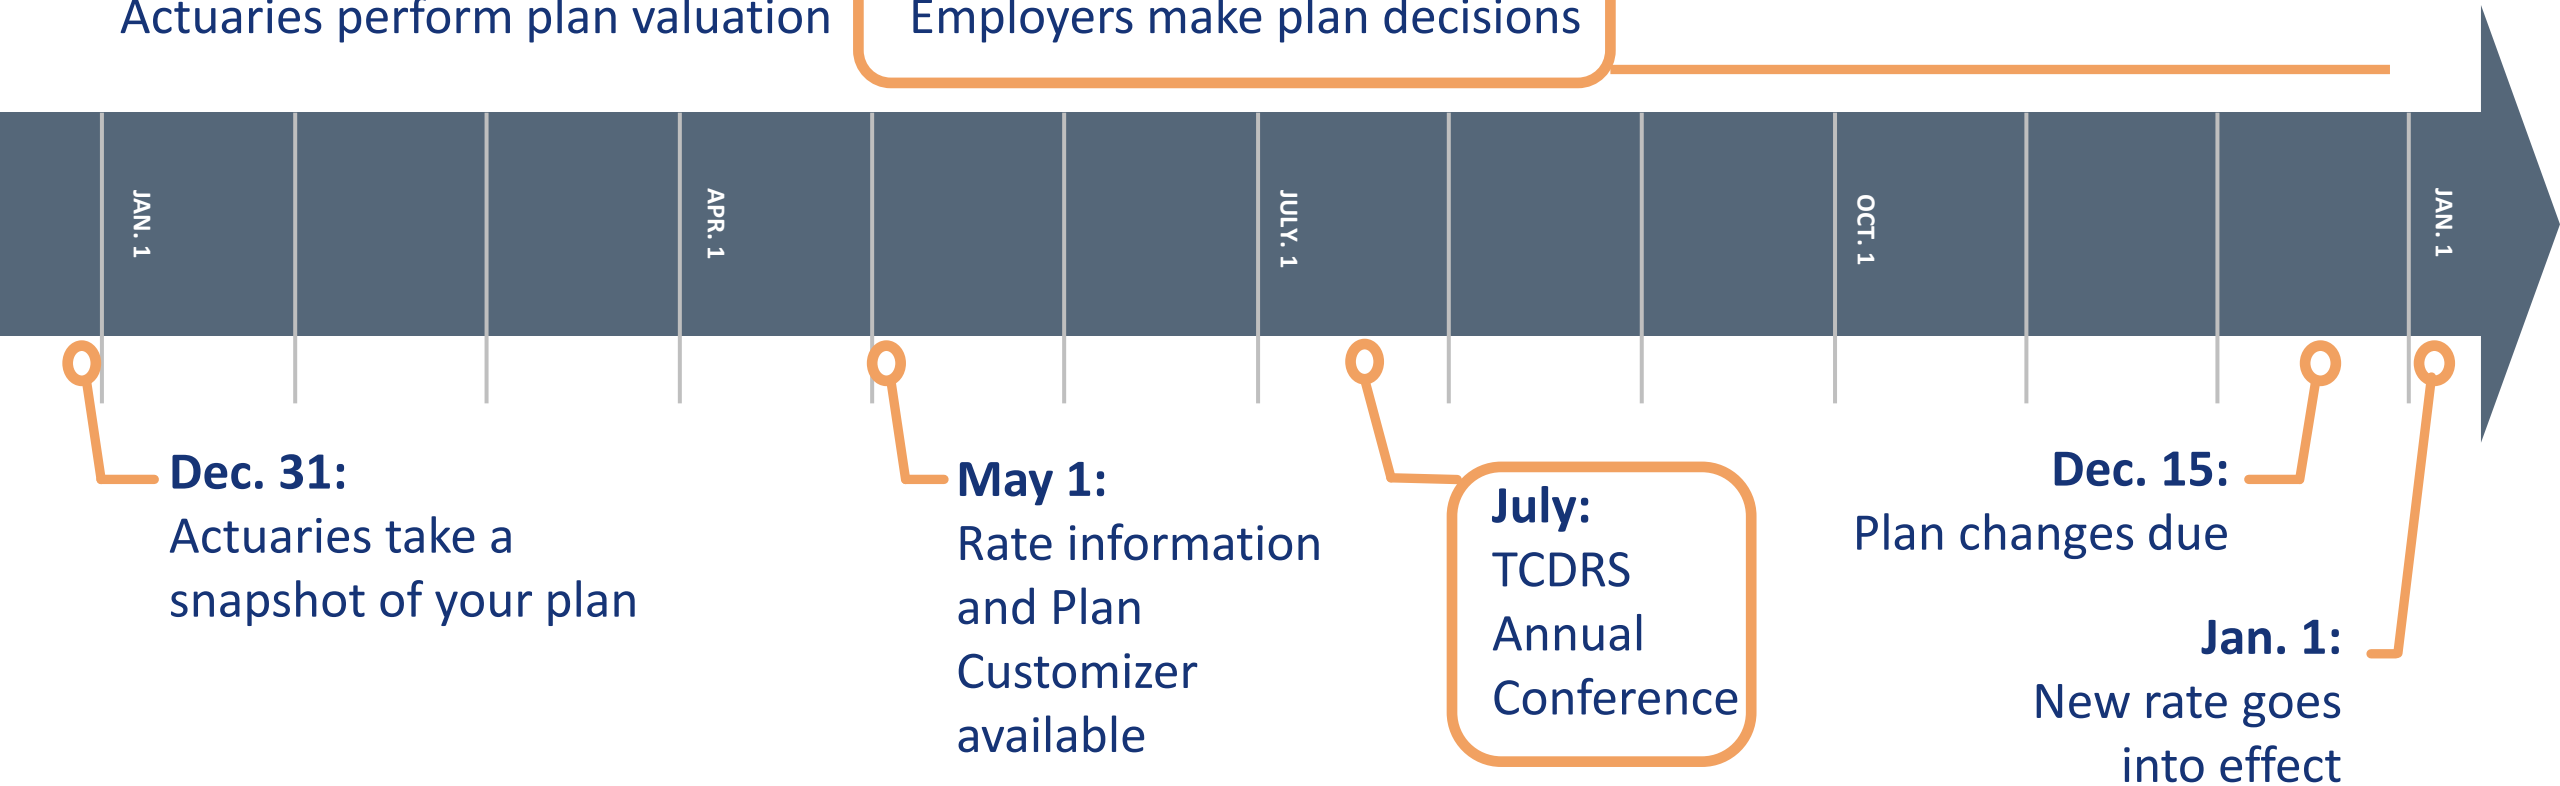 Actuaries perform plan valuation
Employers make plan decisions
JAN. 1
APR. 1
JULY. 1
OCT. 1
JAN. 1
Dec. 31:
Actuaries take a
snapshot of your plan
May 1:
Rate information
and Plan
Customizer
available
July:
TCDRS
Annual
Conference
Dec. 15:
Plan changes due
Jan. 1:
New rate goes
into effect